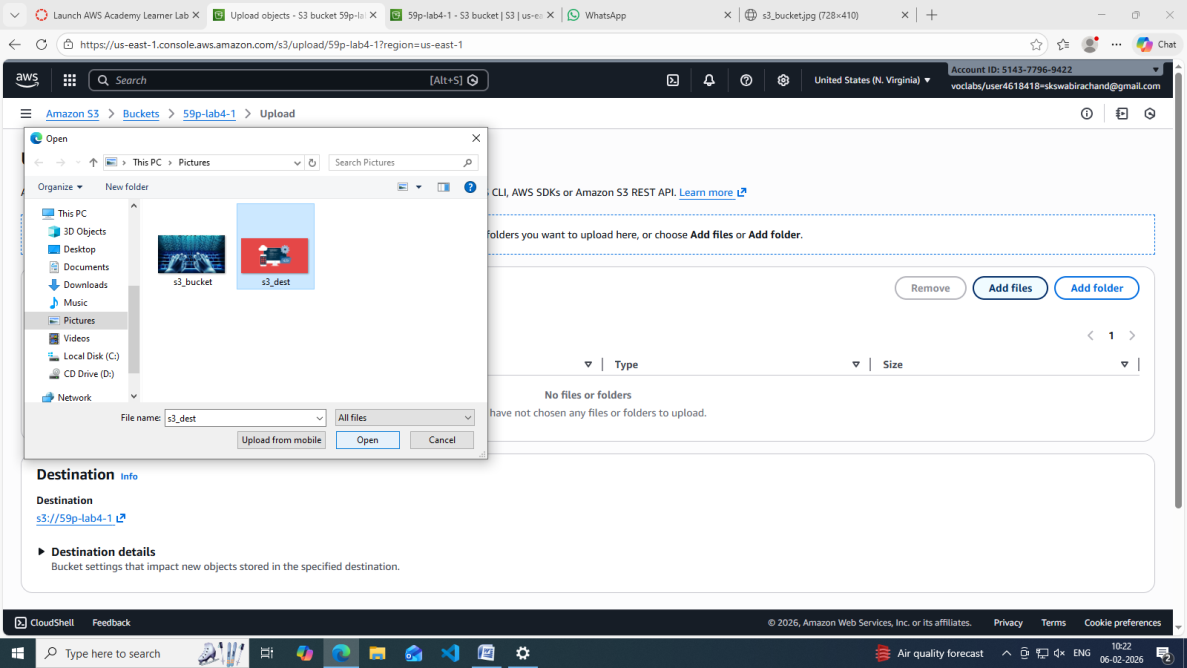 Launch AWS Academy Learner Lab
Upload objects - S3 bucket 59p-la
59p-lab4-1 - S3 bucket | S3 | us-ea
WhatsApp
s3_bucket.jpg (728×410)
https://us-east-1.console.aws.amazon.com/s3/upload/59p-lab4-1?region=us-east-1
Chat
aws
Search
[Alt+S]
United States (N. Virginia)
Account ID: 5143-7796-9422
voclabs/user4618418=skswabirachand@gmail.com
Amazon S3
Buckets
59p-lab4-1
Upload
Open
This PC
Pictures
Search Pictures
Organize
New folder
CLI, AWS SDKs or Amazon S3 REST API. Learn more
This PC
3D Objects
Desktop
Documents
Downloads
Music
Pictures
Videos
Local Disk (C:)
CD Drive (D:)
Network
s3_bucket
s3_dest
folders you want to upload here, or choose Add files or Add folder.
Remove
Add files
Add folder
1
Type
Size
No files or folders
have not chosen any files or folders to upload.
File name:
s3_dest
All files
Upload from mobile
Open
Cancel
Destination
Info
Destination
s3://59p-lab4-1
Destination details
Bucket settings that impact new objects stored in the specified destination.
CloudShell
Feedback
© 2026, Amazon Web Services, Inc. or its affiliates.
Privacy
Terms
Cookie preferences
Type here to search
Air quality forecast
ENG
10:22
06-02-2026
2